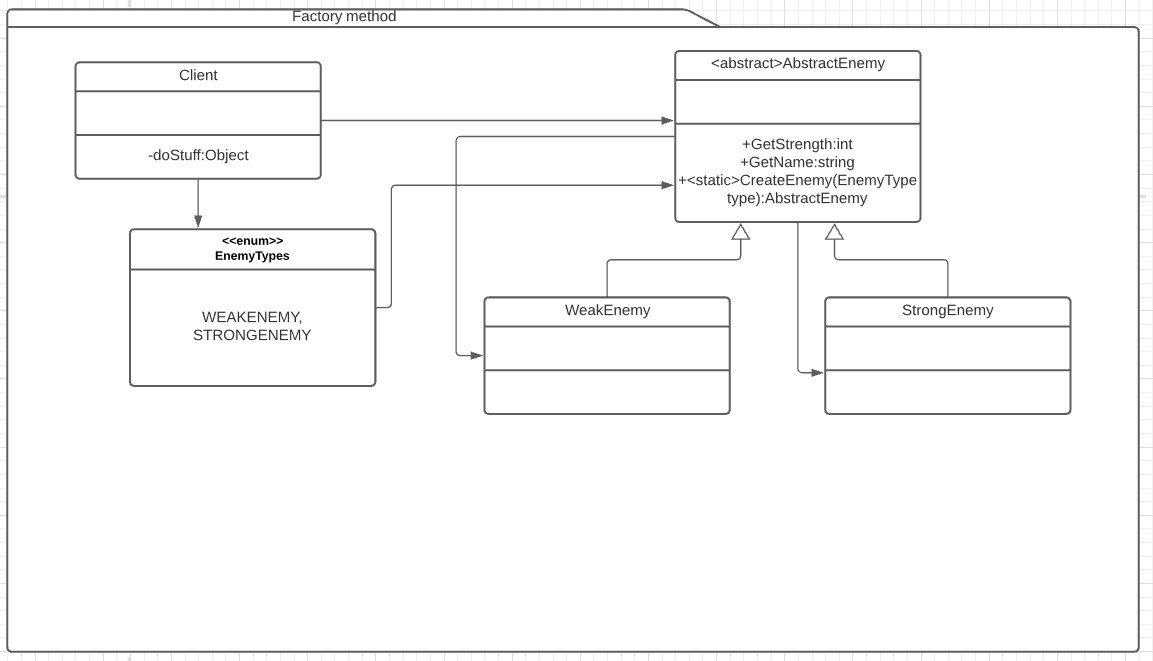 Factory method
Client
-doStuff:Object
<abstract>AbstractEnemy
+GetStrength:int
+GetName:string
+<static>CreateEnemy(EnemyType
type):AbstractEnemy
<<enum>>
EnemyTypes
WEAKENEMY,
STRONGENEMY
WeakEnemy
StrongEnemy